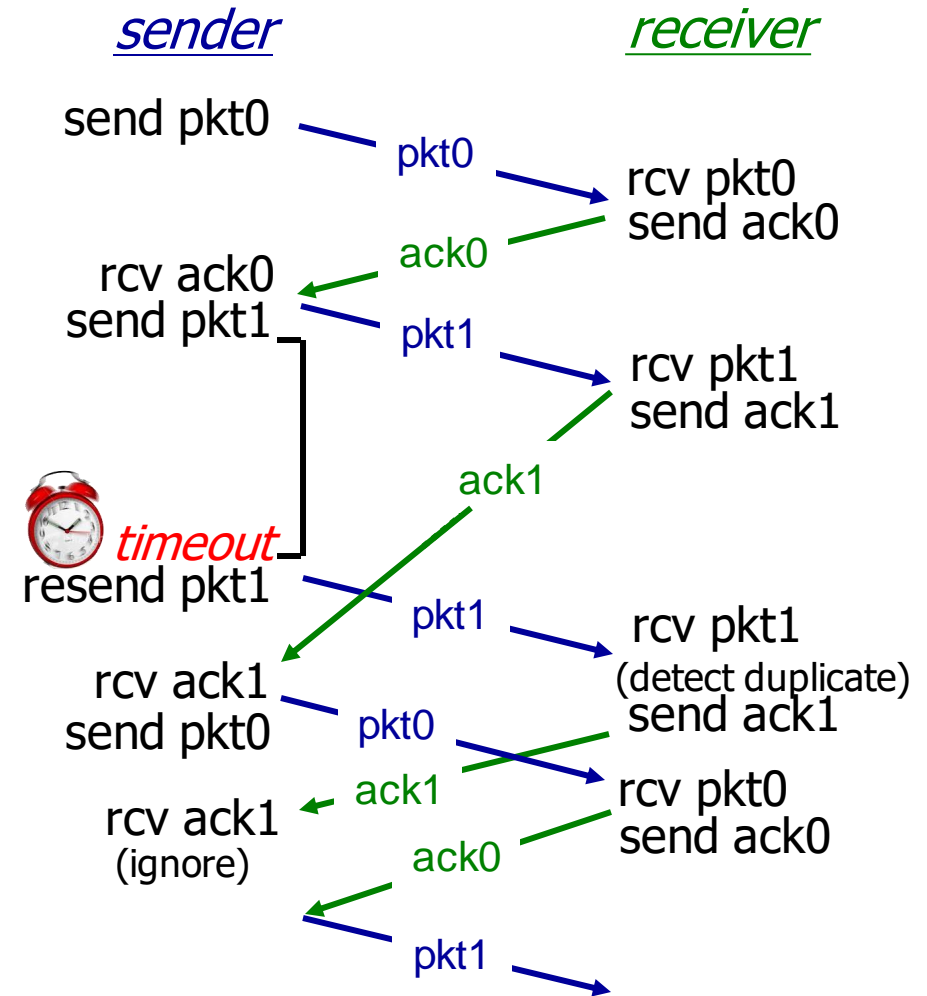 sender
receiver
send pkt0
pkt0
rcv pkt0
send ack0
ack0
rcv ack0
send pkt1
pkt1
rcv pkt1
send ack1
ack1
timeout
resend pkt1
pkt1
rcv pkt1
(detect duplicate)
send ack1
rcv ack1
send pkt0
pkt0
ack1
rcv pkt0
send ack0
rcv ack1
(ignore)
ack0
pkt1